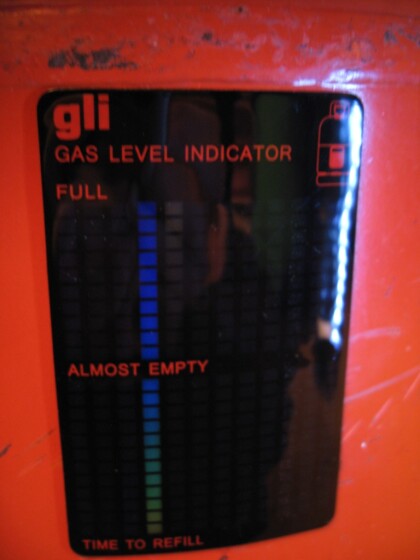 gli
GAS LEVEL INDICATOR
FULL
ALMOST EMPTY
TIME TO REFILL